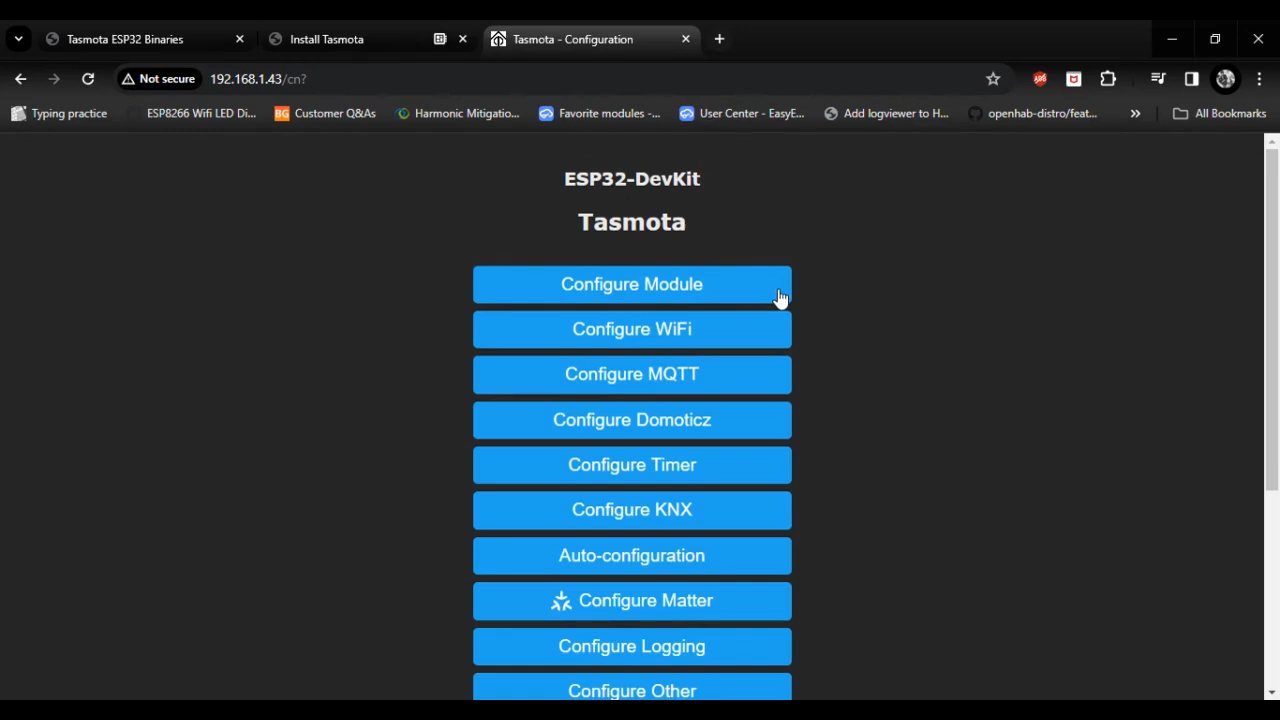 Tasmota ESP32 Binaries
Install Tasmota
Tasmota - Configuration
Not secure
192.168.1.43/cn?
Typing practice
ESP8266 Wifi LED Di...
BG
Customer Q&As
Harmonic Mitigatio...
Favorite modules -...
User Center - EasyE...
Add logviewer to H...
openhab-distro/feat...
»
All Bookmarks
ESP32-DevKit
Tasmota
Configure Module
Configure WiFi
Configure MQTT
Configure Domoticz
Configure Timer
Configure KNX
Auto-configuration
Configure Matter
Configure Logging
Configure Other